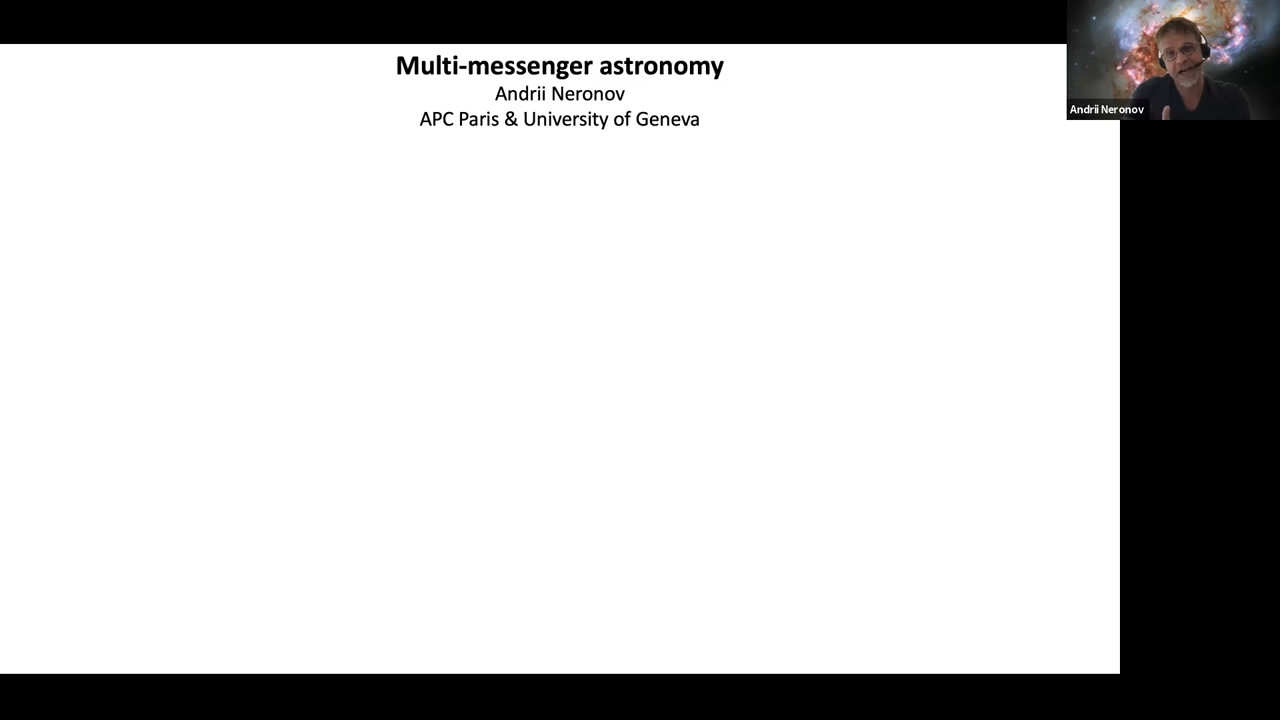 Multi-messenger astronomy
Andrii Neronov
APC Paris & University of Geneva
Andrii Neronov